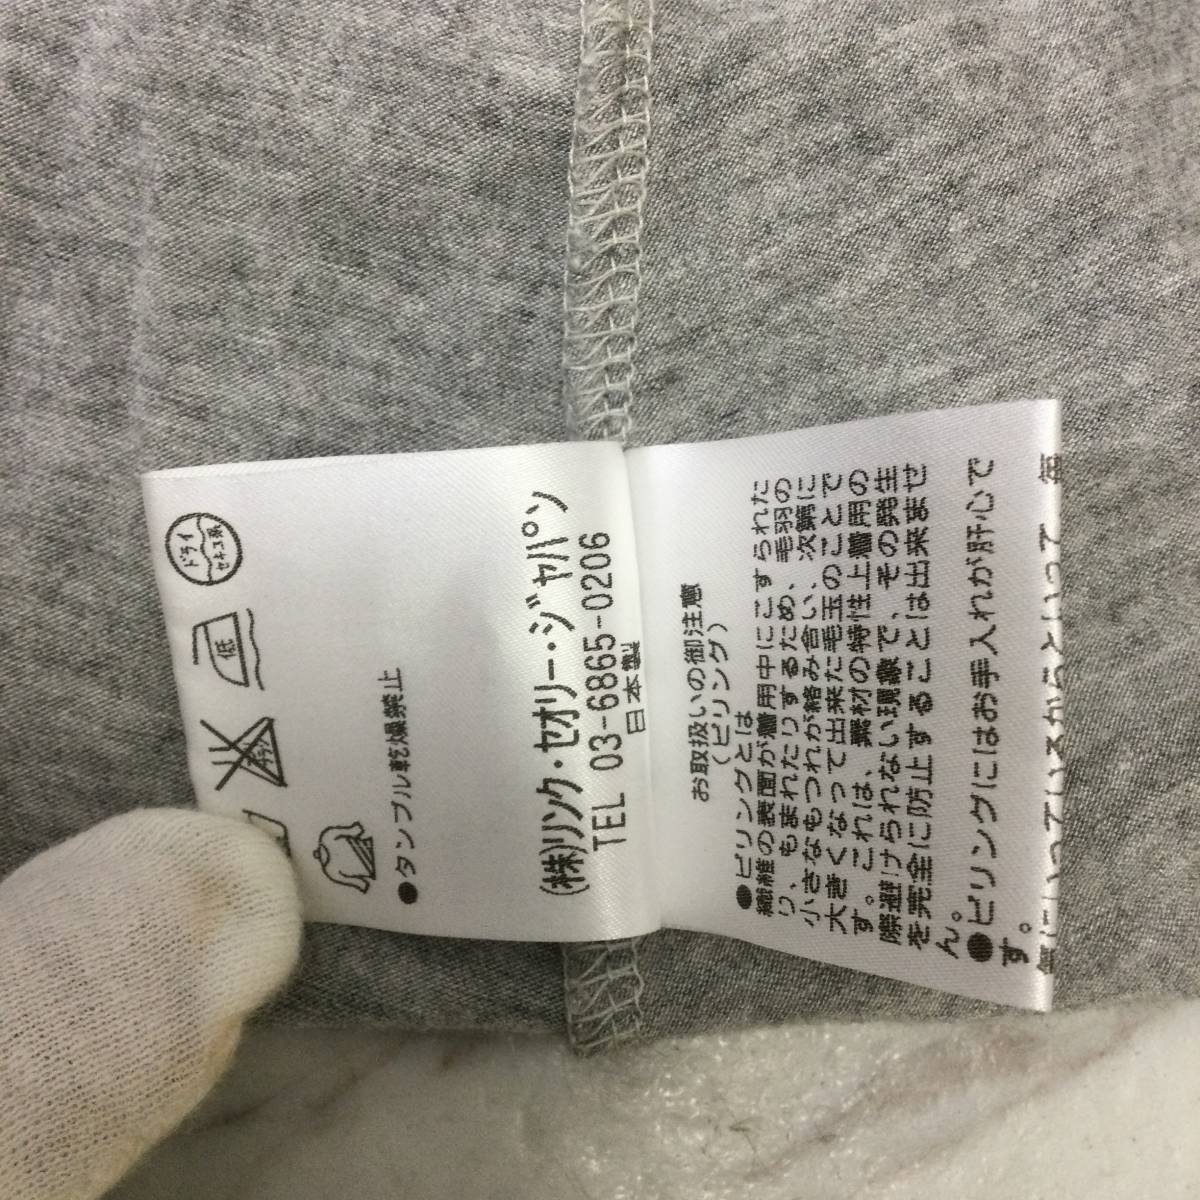 ドライ
セキユ系
低
エンソ
●タンブル乾燥禁止
(株)リンク・セオリー・ジャパン
TEL 03-6865-0206
日本製
お取扱いの御注意
(ピリング)
●ピリングとは
繊維の表面が着用中にこすられた
り、もまれたりするため、毛羽の
小さなもつれが絡み合い、次第に
大きくなって出来た毛玉のことで
す。これは、素材の特性上着用の
際避けられない現象で、その発生
を完全に防止することは出来ませ
ん。
●ピリングにはお手入れが肝心で
す。